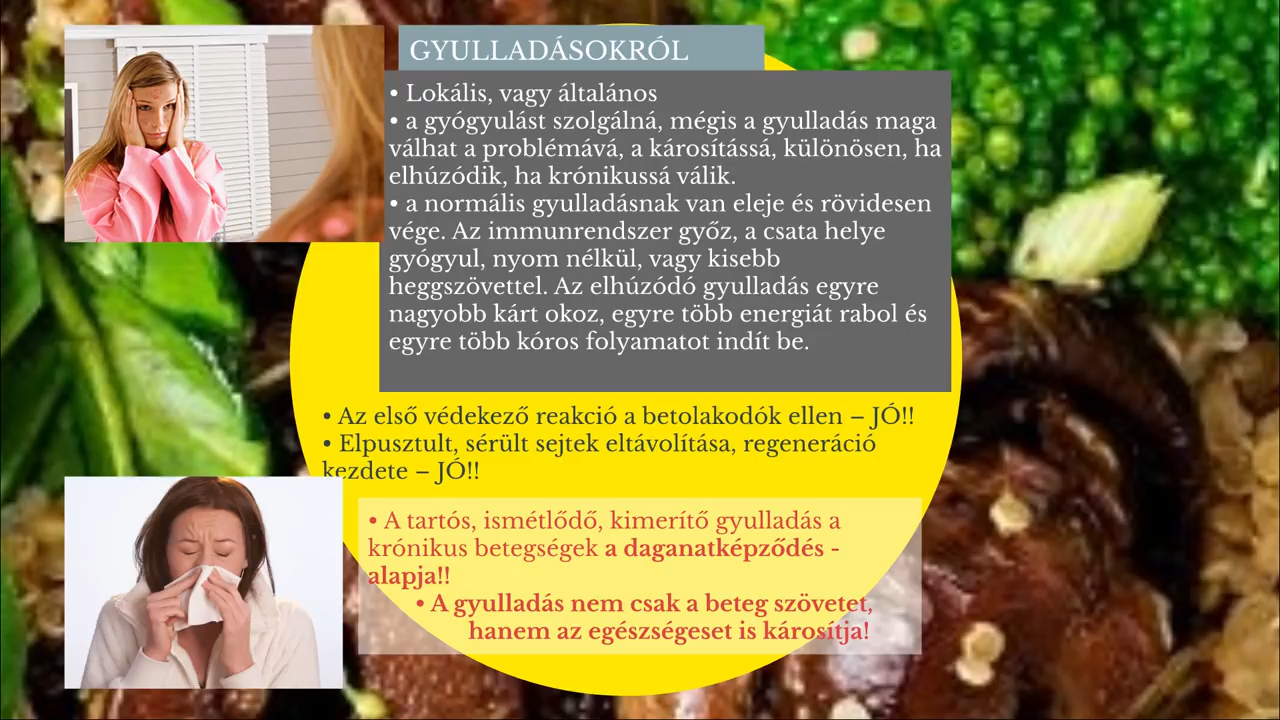 GYULLADÁSOKRÓL
• Lokális, vagy általános
• a gyógyulást szolgálná, mégis a gyulladás maga
válhat a problémává, a károsítássá, különösen, ha
elhúzódik, ha krónikussá válik.
• a normális gyulladásnak van eleje és rövidesen
vége. Az immunrendszer győz, a csata helye
gyógyul, nyom nélkül, vagy kisebb
heggszövettel. Az elhúzódó gyulladás egyre
nagyobb kárt okoz, egyre több energiát rabol és
egyre több kóros folyamatot indít be.
• Az első védekező reakció a betolakodók ellen – JÓ!!
• Elpusztult, sérült sejtek eltávolítása, regeneráció
kezdete – JÓ!!
• A tartós, ismétlődő, kimerítő gyulladás a
krónikus betegségek a daganatképződés -
alapja!!
• A gyulladás nem csak a beteg szövetet,
hanem az egészségeset is károsítja!